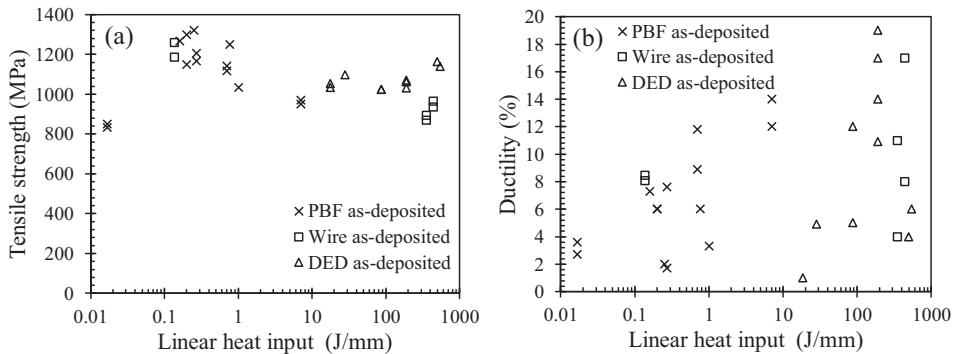 (a)
Tensile strength (MPa)
1400
1200
1000
800
600
400
200
0
× PBF as-deposited
□ Wire as-deposited
△ DED as-deposited
0.01 0.1 1 10 100 1000
Linear heat input (J/mm)
(b)
Ductility (%)
20
18
16
14
12
10
8
6
4
2
0
× PBF as-deposited
□ Wire as-deposited
△ DED as-deposited
0.01 0.1 1 10 100 1000
Linear heat input (J/mm)